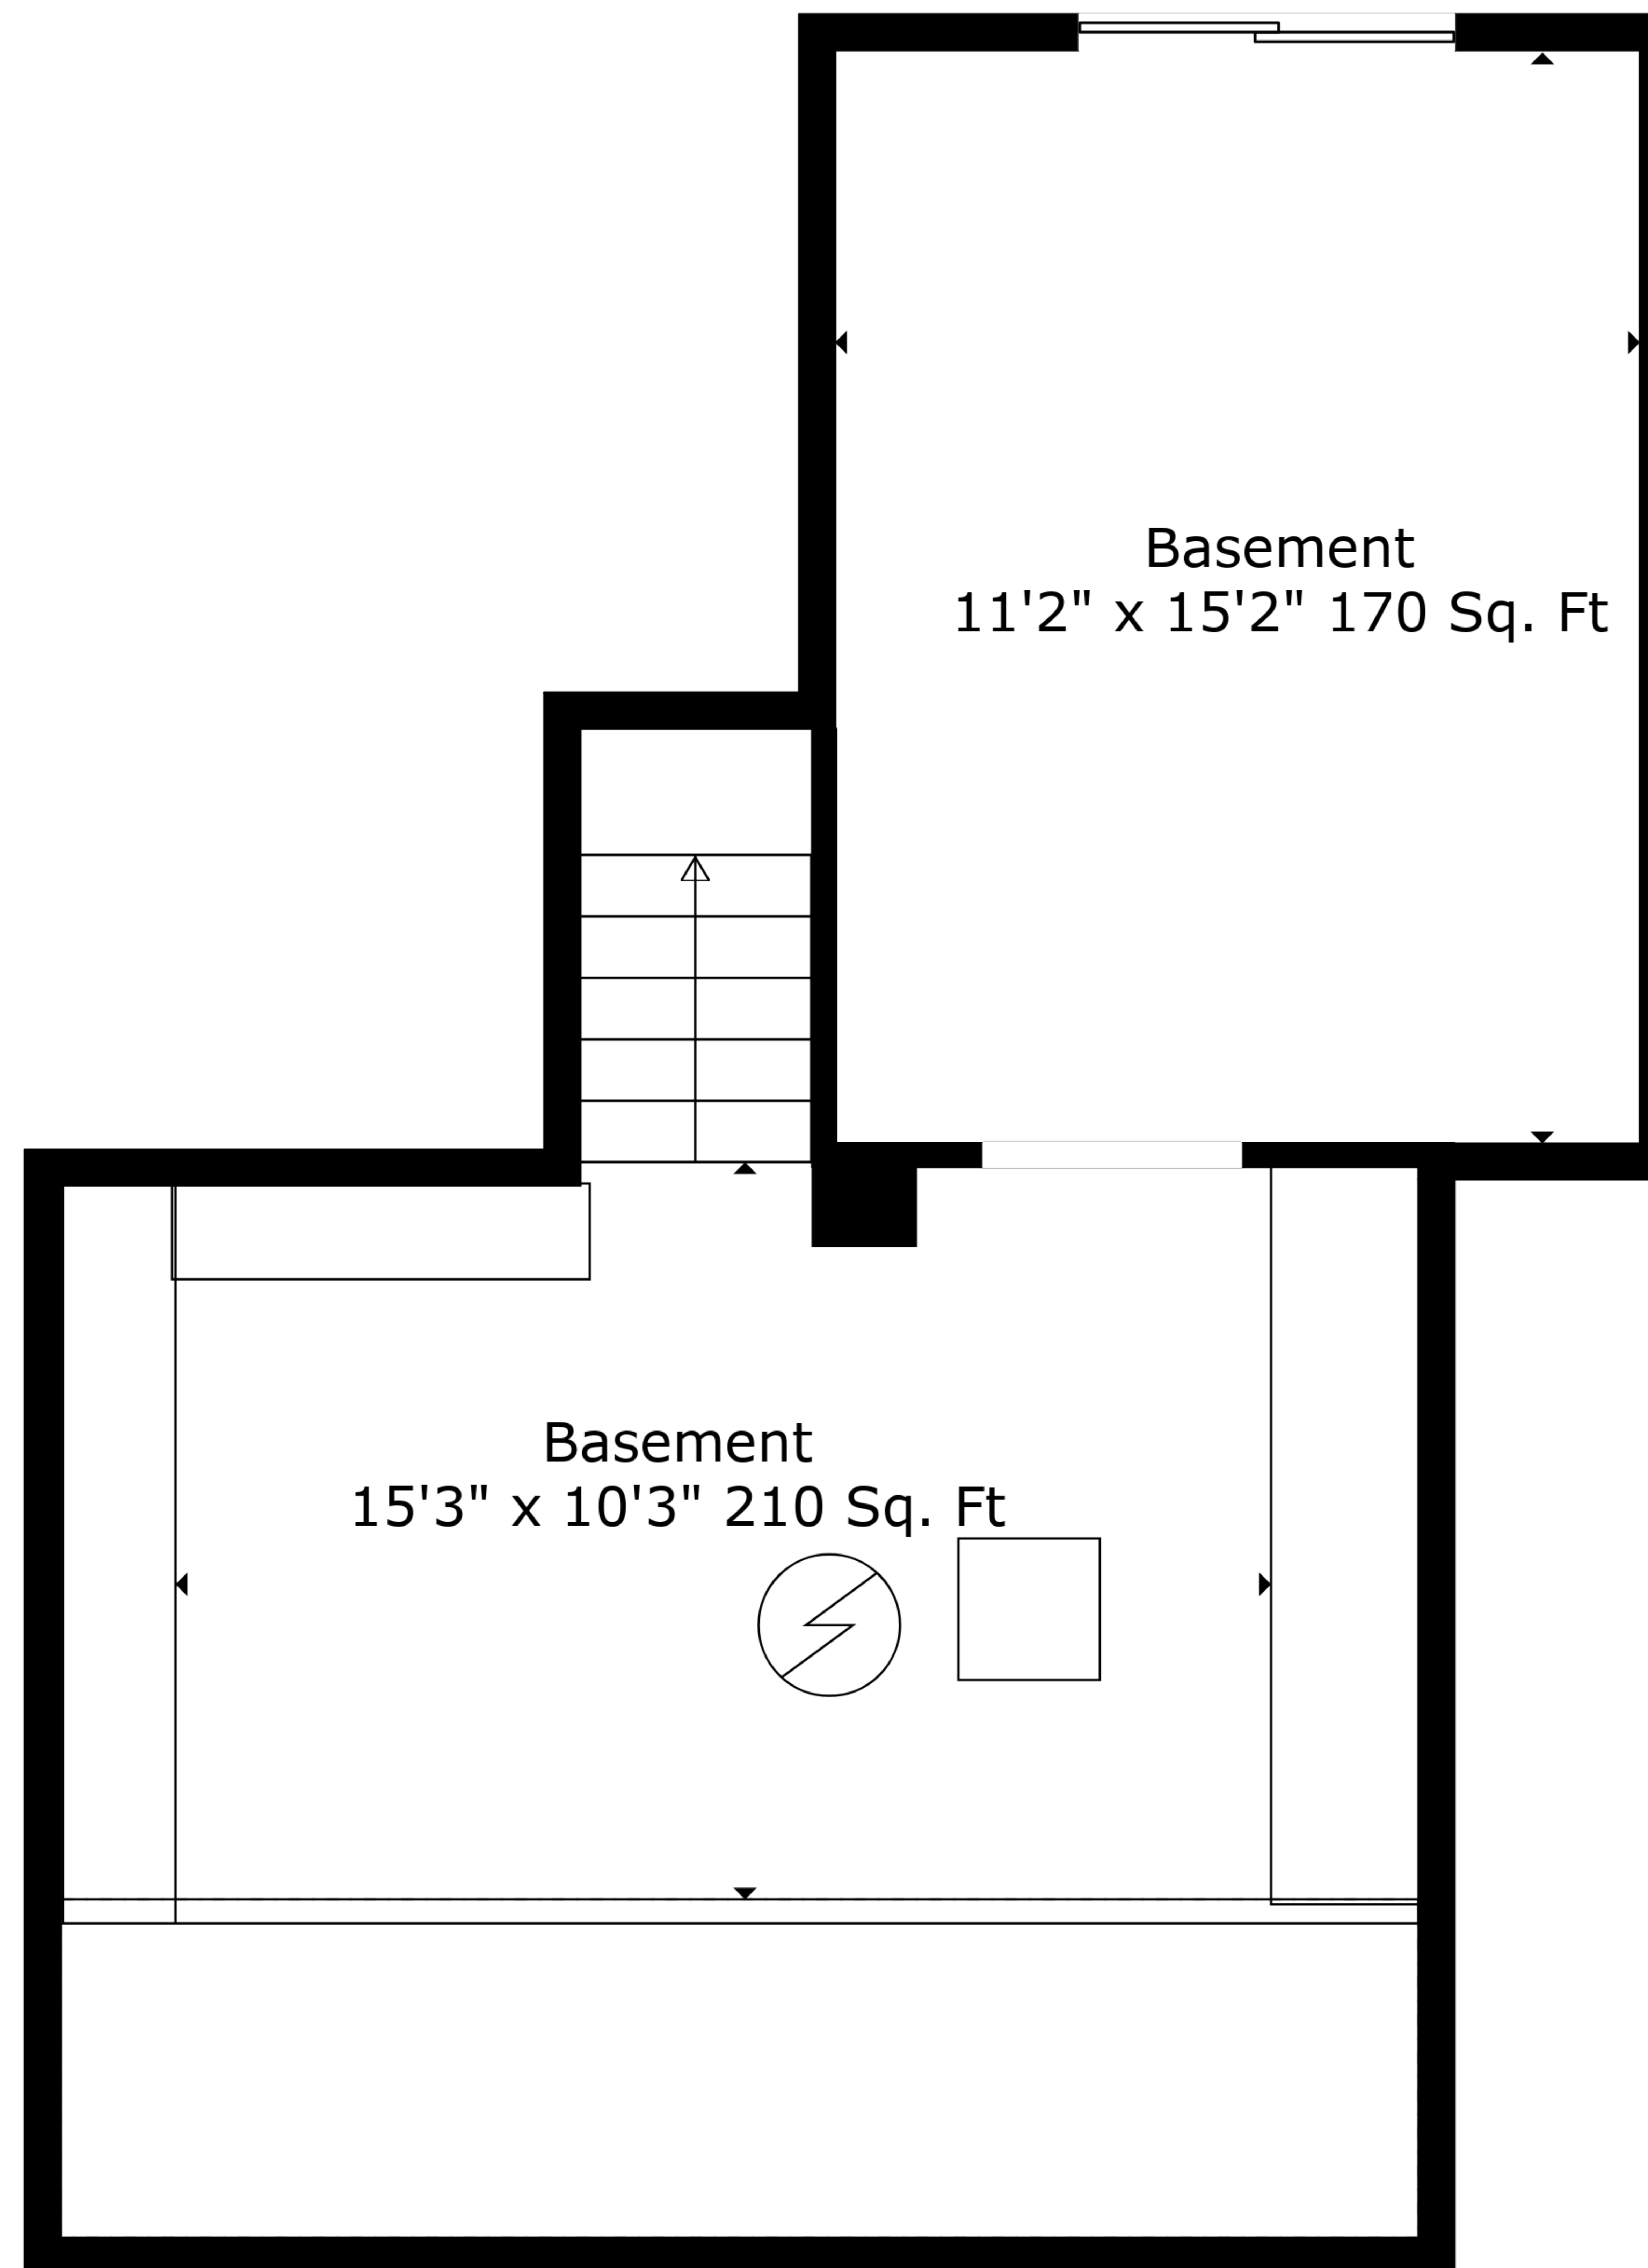 Basement
11'2" x 15'2" 170 Sq. Ft
Basement
15'3" x 10'3" 210 Sq. Ft